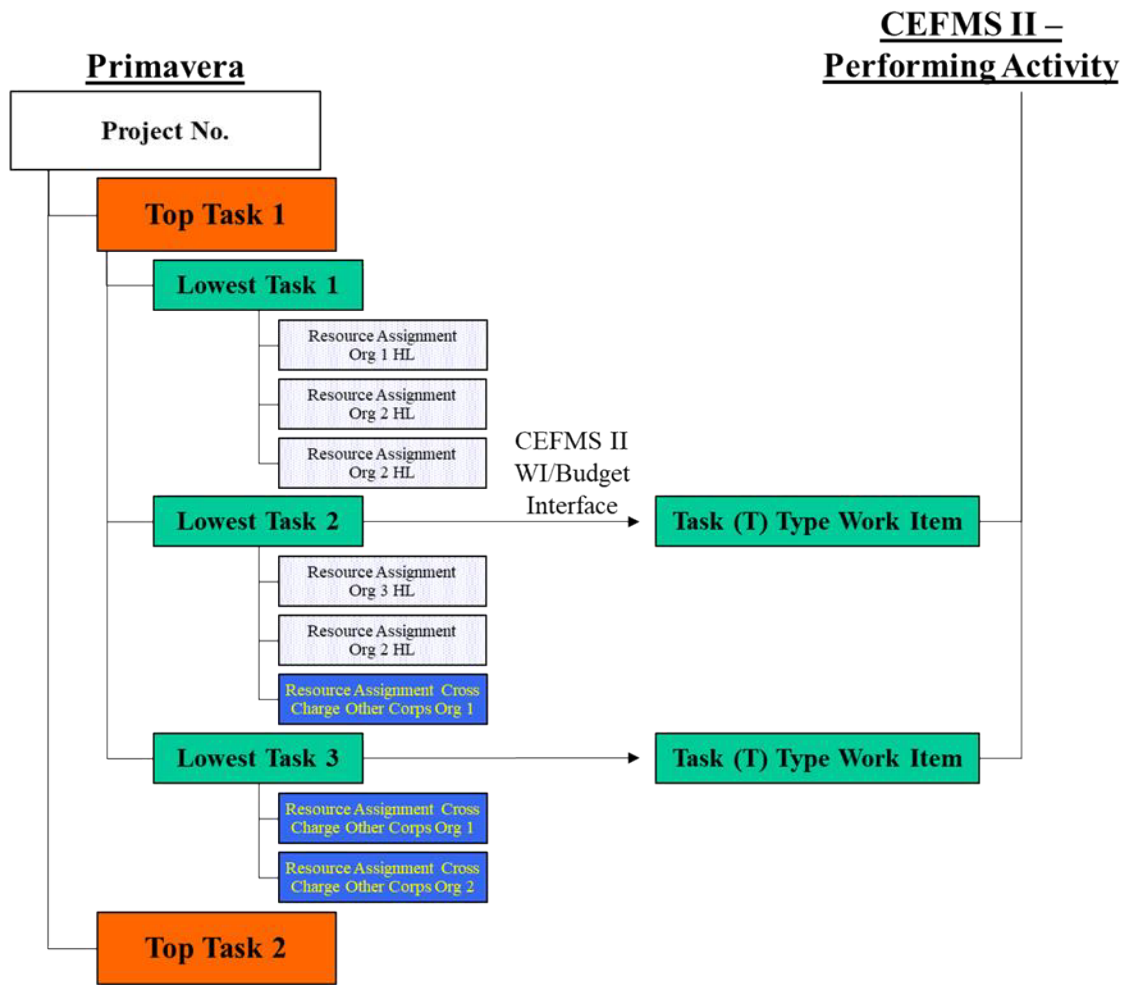 CEFMS II –
Performing Activity
Primavera
Project No.
Top Task 1
Lowest Task 1
Resource Assignment
Org 1 HL
Resource Assignment
Org 2 HL
Resource Assignment
Org 2 HL
CEFMS II
WI/Budget
Interface
Lowest Task 2
Task (T) Type Work Item
Resource Assignment
Org 3 HL
Resource Assignment
Org 2 HL
Resource Assignment Cross
Charge Other Corps Org 1
Lowest Task 3
Task (T) Type Work Item
Resource Assignment Cross
Charge Other Corps Org 1
Resource Assignment Cross
Charge Other Corps Org 2
Top Task 2